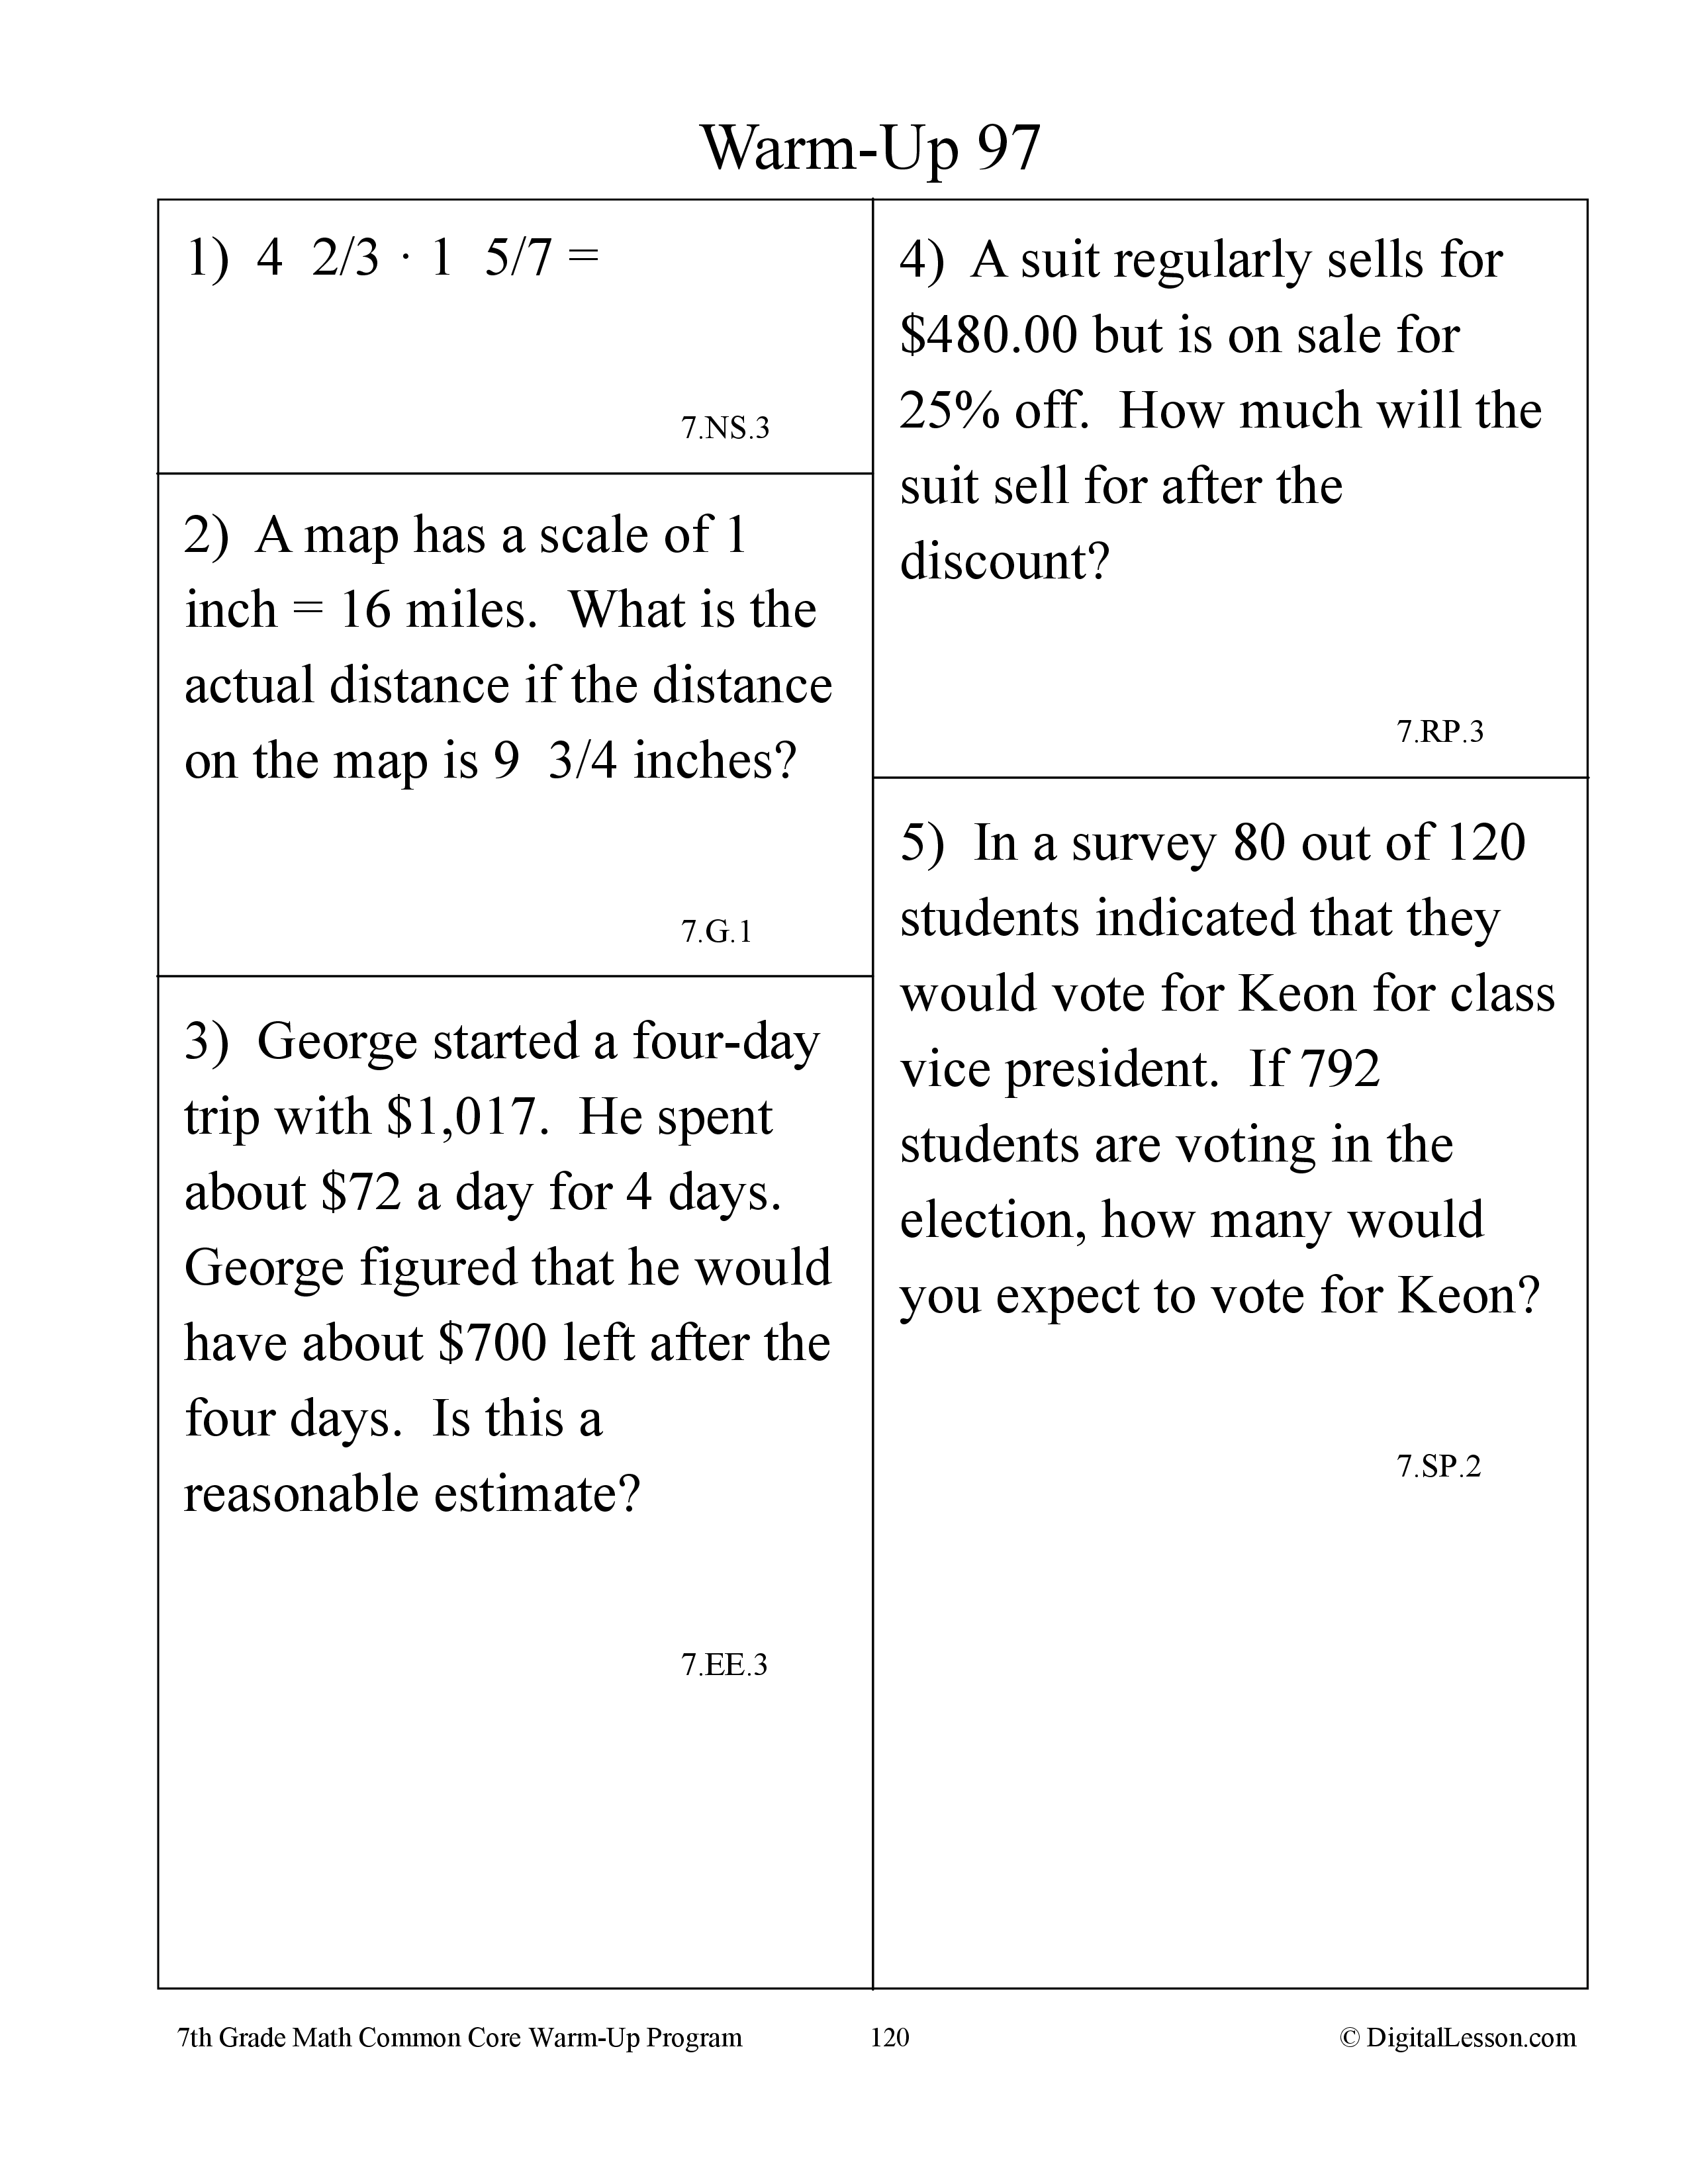 Warm-Up 97
1)  4  2/3 · 1  5/7 =
7.NS.3
2)  A map has a scale of 1
inch = 16 miles.  What is the
actual distance if the distance
on the map is 9  3/4 inches?
7.G.1
3)  George started a four-day
trip with $1,017.  He spent
about $72 a day for 4 days.
George figured that he would
have about $700 left after the
four days.  Is this a
reasonable estimate?
7.EE.3
4)  A suit regularly sells for
$480.00 but is on sale for
25% off.  How much will the
suit sell for after the
discount?
7.RP.3
5)  In a survey 80 out of 120
students indicated that they
would vote for Keon for class
vice president.  If 792
students are voting in the
election, how many would
you expect to vote for Keon?
7.SP.2
7th Grade Math Common Core Warm-Up Program
120
© DigitalLesson.com